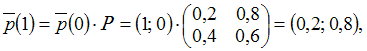 p̅(1) = p̅(0) · P = (1; 0) · (0,2 0,8
0,4 0,6) = (0,2; 0,8),